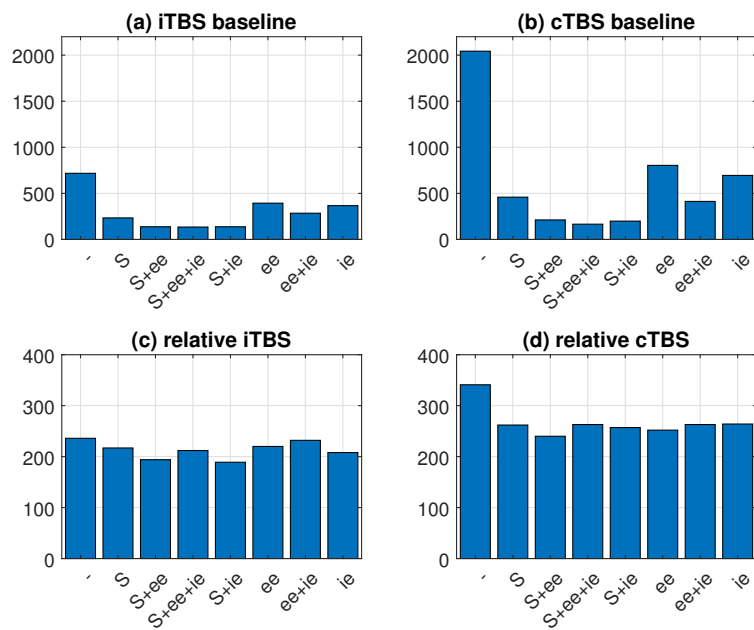 (a) iTBS baseline
2000
1500
1000
500
0
-
S
S+ee
S+ee+ie
S+ie
ee
ee+ie
ie
(b) cTBS baseline
2000
1500
1000
500
0
-
S
S+ee
S+ee+ie
S+ie
ee
ee+ie
ie
(c) relative iTBS
400
300
200
100
0
-
S
S+ee
S+ee+ie
S+ie
ee
ee+ie
ie
(d) relative cTBS
400
300
200
100
0
-
S
S+ee
S+ee+ie
S+ie
ee
ee+ie
ie